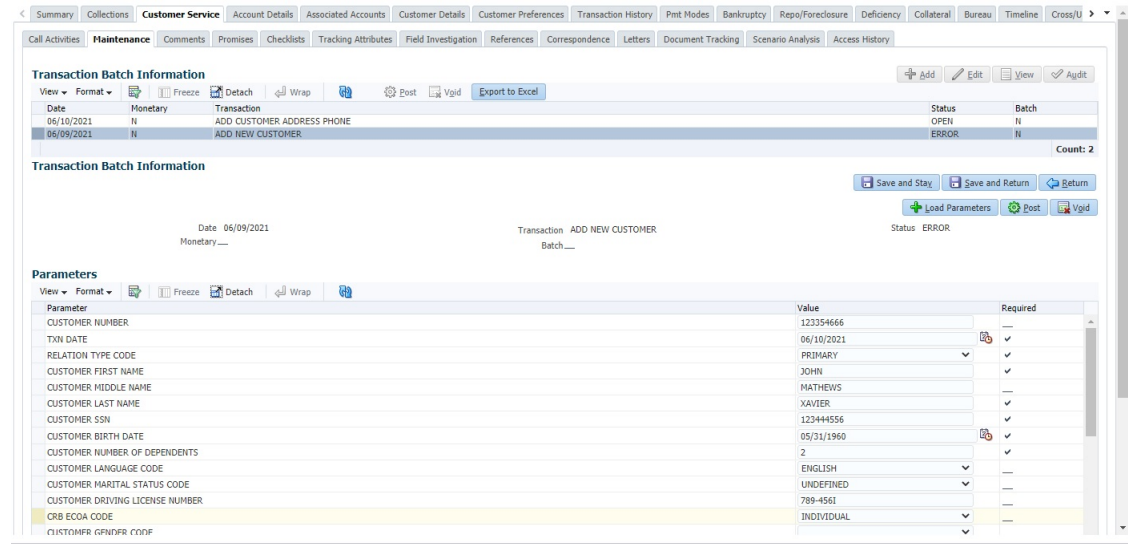 Summary Collections Customer Service Account Details Associated Accounts Customer Details Customer Preferences Transaction History Pmt Modes Bankruptcy Repo/Foreclosure Deficiency Collateral Bureau Timeline Cross/U
Call Activities Maintenance Comments Promises Checklists Tracking Attributes Field Investigation References Correspondence Letters Document Tracking Scenario Analysis Access History
Transaction Batch Information
Add Edit View Audit
View Format Freeze Detach Wrap Post Void Export to Excel
Date Monetary Transaction Status Batch
06/10/2021 N ADD CUSTOMER ADDRESS PHONE OPEN N
06/09/2021 N ADD NEW CUSTOMER ERROR N
Count: 2
Transaction Batch Information
Save and Stay Save and Return Return
Load Parameters Post Void
Date 06/09/2021 Transaction ADD NEW CUSTOMER Status ERROR
Monetary Batch
Parameters
View Format Freeze Detach Wrap
Parameter Value Required
CUSTOMER NUMBER 123354666
TXN DATE 06/10/2021
RELATION TYPE CODE PRIMARY
CUSTOMER FIRST NAME JOHN
CUSTOMER MIDDLE NAME MATHEWS
CUSTOMER LAST NAME XAVIER
CUSTOMER SSN 123444556
CUSTOMER BIRTH DATE 05/31/1960
CUSTOMER NUMBER OF DEPENDENTS 2
CUSTOMER LANGUAGE CODE ENGLISH
CUSTOMER MARITAL STATUS CODE UNDEFINED
CUSTOMER DRIVING LICENSE NUMBER 789-456I
CRB ECOA CODE INDIVIDUAL
CUSTOMER GENDER CODE